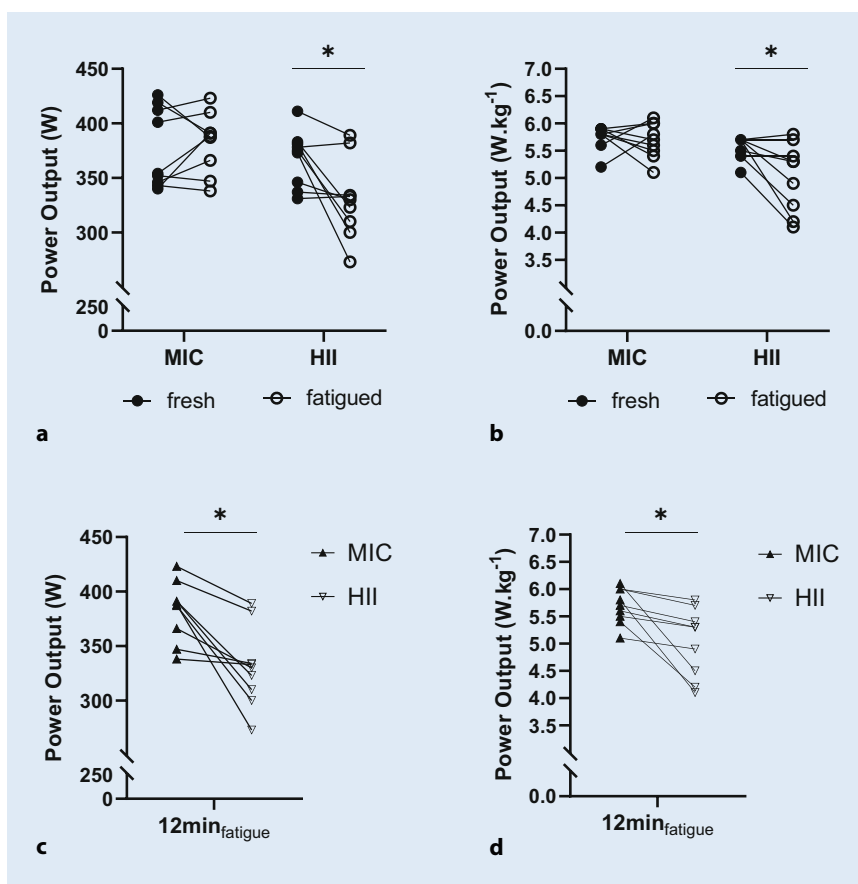 *
450
400
350
300
250
0
Power Output (W)
MIC
HII
fresh
fatigued
a
*
7.0
6.5
6.0
5.5
5.0
4.5
4.0
3.5
0.0
Power Output (W.kg⁻¹)
MIC
HII
fresh
fatigued
b
*
450
400
350
300
250
0
Power Output (W)
MIC
HII
12min_fatigue
c
*
7.0
6.5
6.0
5.5
5.0
4.5
4.0
3.5
0.0
Power Output (W.kg⁻¹)
MIC
HII
12min_fatigue
d